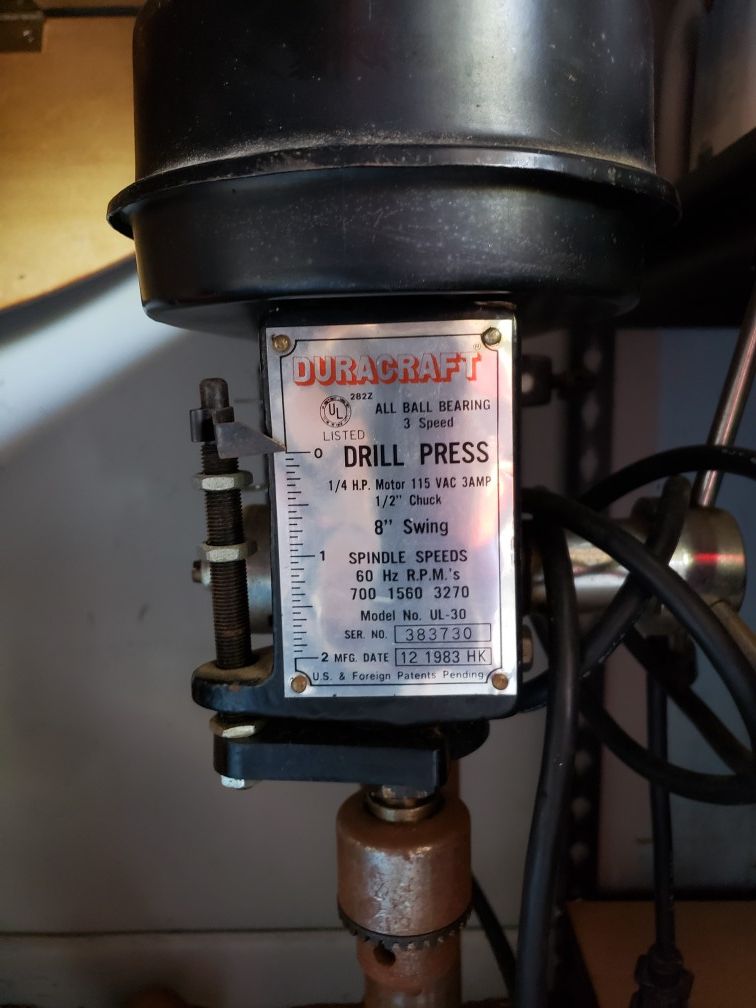 DURACRAFT®
282Z
UL
LISTED
ALL BALL BEARING
3 Speed
0 DRILL PRESS
1/4 H.P. Motor 115 VAC 3AMP
1/2" Chuck
8" Swing
1 SPINDLE SPEEDS
60 Hz R.P.M.'s
700 1560 3270
Model No. UL-30
SER. NO. 383730
2 MFG. DATE 12 1983 HK
U.S. & Foreign Patents Pending